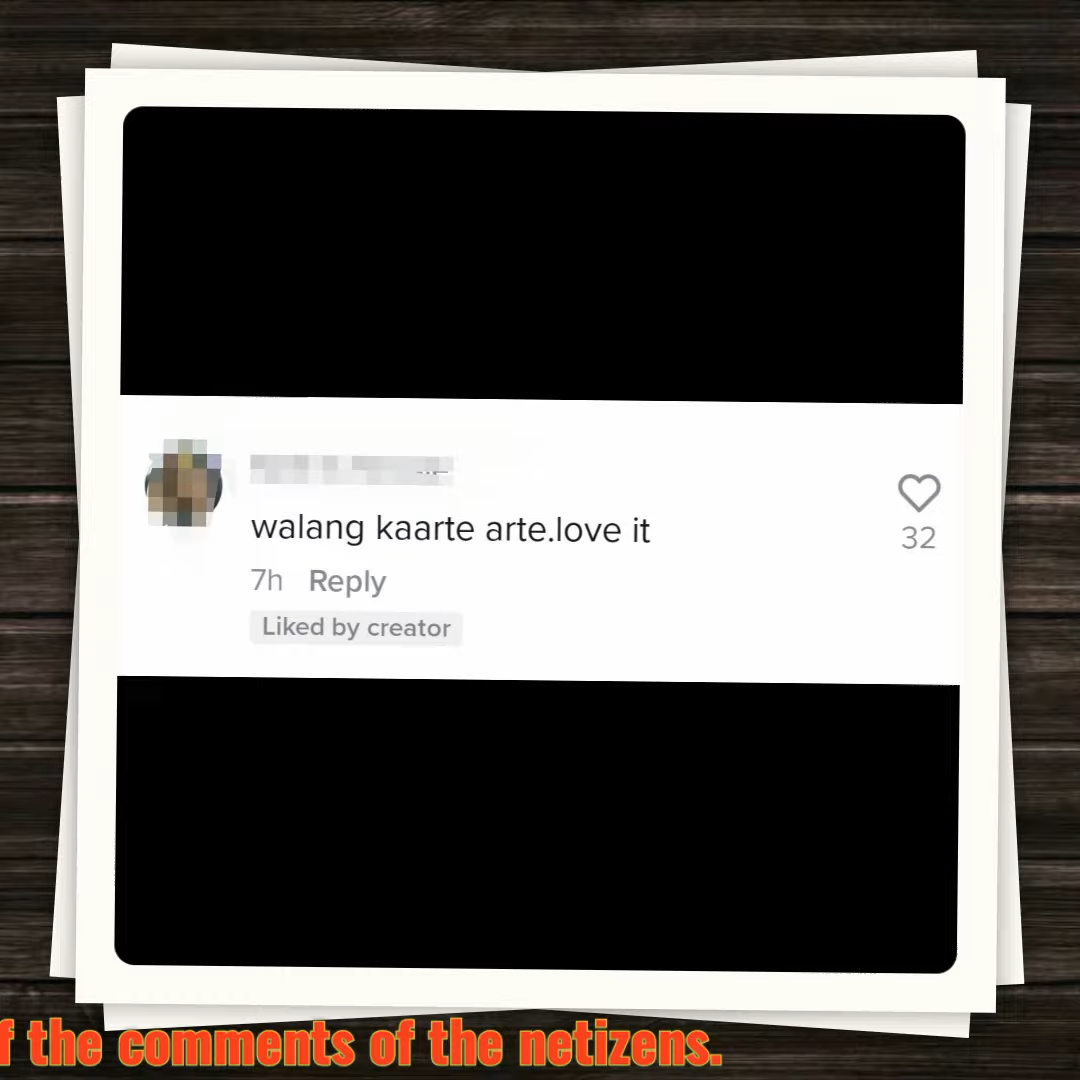 walang kaarte arte.love it
32
7h Reply
Liked by creator
f the comments of the netizens.